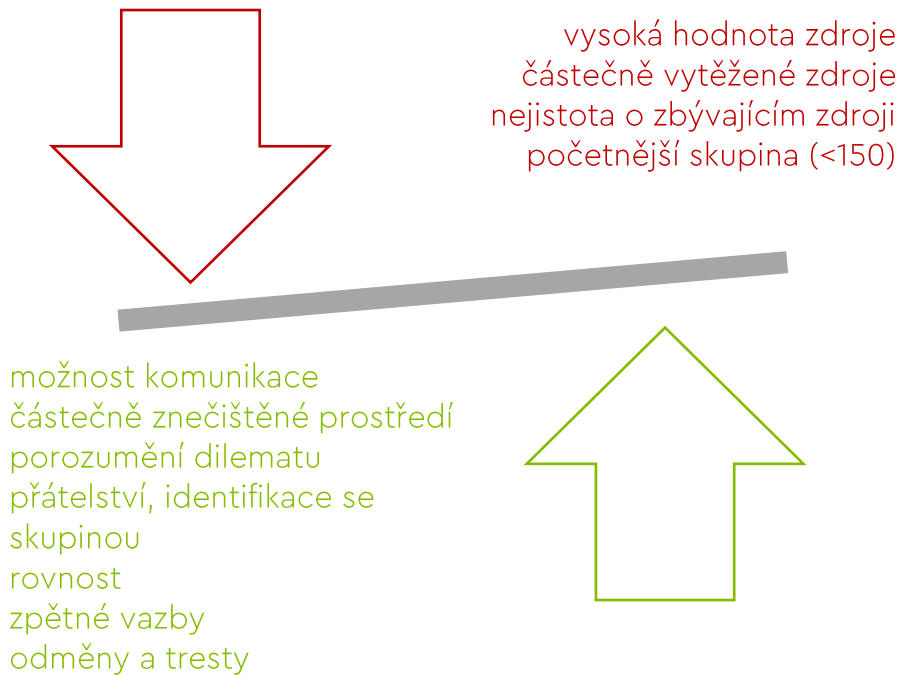 vysoká hodnota zdroje
částečně vytěžené zdroje
nejistota o zbývajícím zdroji
početnější skupina (<150)
možnost komunikace
částečně znečištěné prostředí
porozumění dilematu
přátelství, identifikace se
skupinou
rovnost
zpětné vazby
odměny a tresty